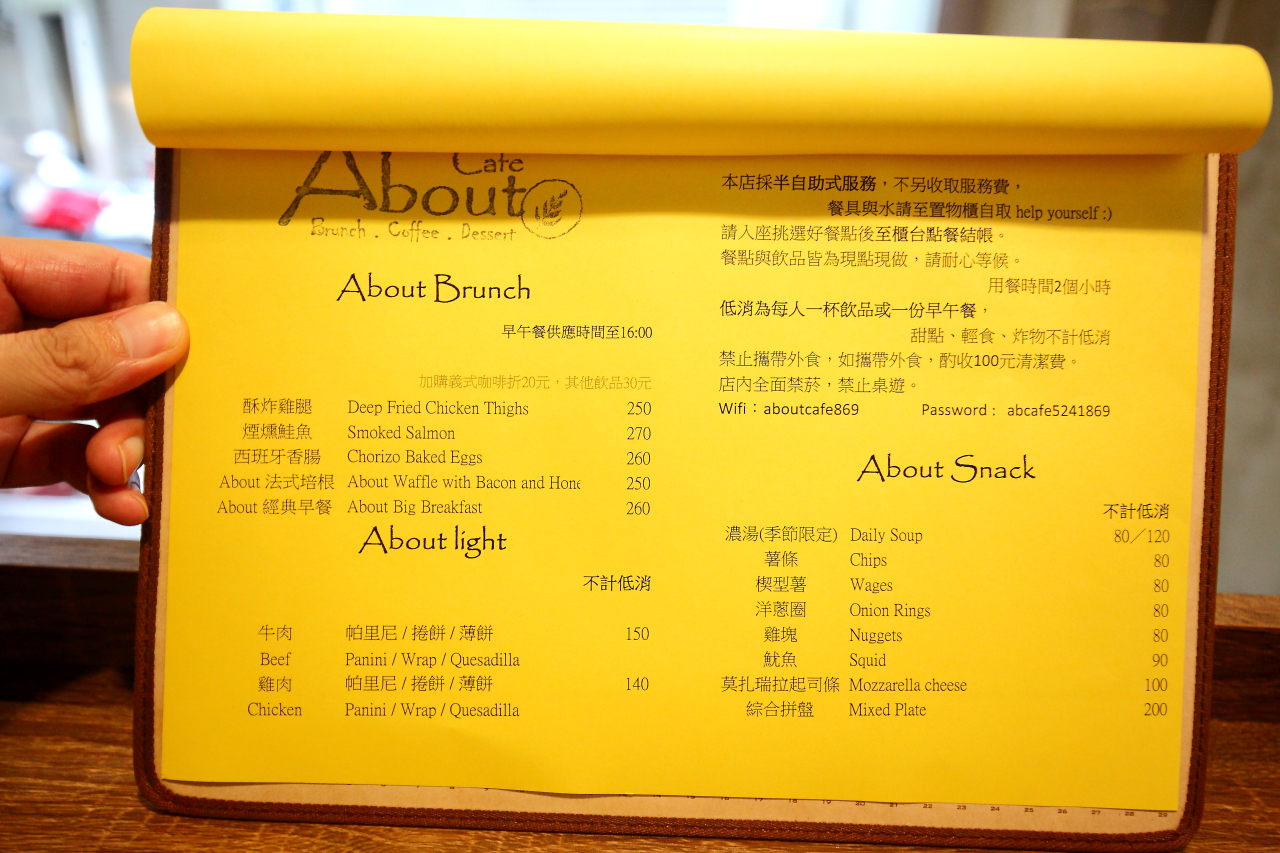 Cafe
About
Brunch . Coffee . Dessert
About Brunch
早午餐供應時間至16:00
加購義式咖啡折20元，其他飲品30元
酥炸雞腿 Deep Fried Chicken Thighs 250
煙燻鮭魚 Smoked Salmon 270
西班牙香腸 Chorizo Baked Eggs 260
About 法式培根 About Waffle with Bacon and Hone 250
About 經典早餐 About Big Breakfast 260
About light
不計低消
牛肉 帕里尼 / 捲餅 / 薄餅 150
Beef Panini / Wrap / Quesadilla
雞肉 帕里尼 / 捲餅 / 薄餅 140
Chicken Panini / Wrap / Quesadilla
本店採半自助式服務，不另收取服務費，
餐具與水請至置物櫃自取 help yourself :)
請入座挑選好餐點後至櫃台點餐結帳。
餐點與飲品皆為現點現做，請耐心等候。
用餐時間2個小時
低消為每人一杯飲品或一份早午餐，
甜點、輕食、炸物不計低消
禁止攜帶外食，如攜帶外食，酌收100元清潔費。
店內全面禁菸，禁止桌遊。
Wifi：aboutcafe869 Password： abcafe5241869
About Snack
不計低消
濃湯(季節限定) Daily Soup 80／120
薯條 Chips 80
楔型薯 Wages 80
洋蔥圈 Onion Rings 80
雞塊 Nuggets 80
魷魚 Squid 90
莫扎瑞拉起司條 Mozzarella cheese 100
綜合拼盤 Mixed Plate 200
19 20 21 22 23 24 25 26 27 28 29